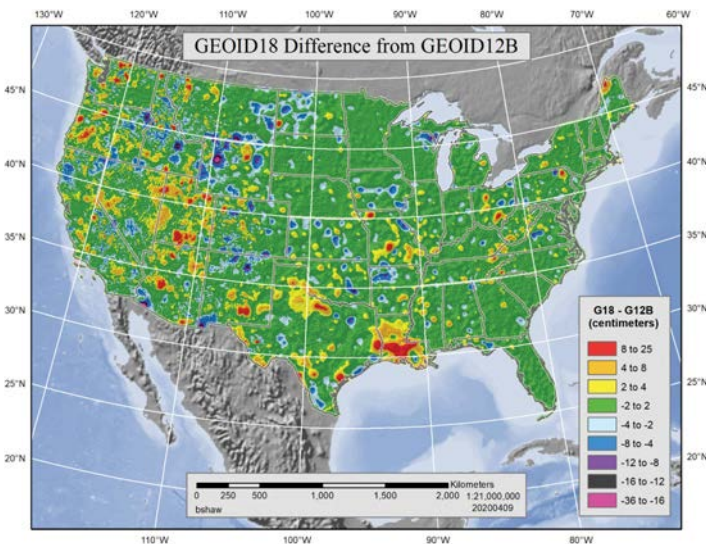 130°W 120°W 110°W 100°W 90°W 80°W 70°W 60°W
GEOID18 Difference from GEOID12B
45°N 45°N
40°N 40°N
35°N 35°N
30°N 30°N
25°N 25°N
20°N 20°N
G18 - G12B
(centimeters)
8 to 25
4 to 8
2 to 4
-2 to 2
-4 to -2
-8 to -4
-12 to -8
-16 to -12
-36 to -16
Kilometers
0 250 500 1,000 1,500 2,000 1:21,000,000
bshaw 20200409
110°W 100°W 90°W 80°W